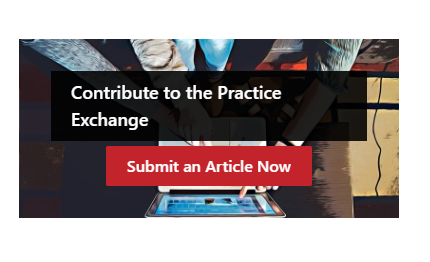 Contribute to the Practice
Exchange
Submit an Article Now